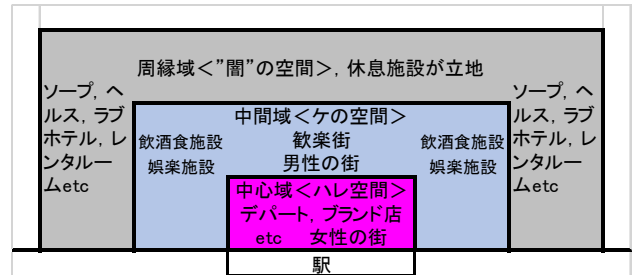 周縁域＜”闇”の空間＞，休息施設が立地
ソープ，ヘ
ルス，ラブ
ホテル，レ
ンタルルー
ムetc
中間域＜ケの空間＞
歓楽街
男性の街
飲酒食施設
娯楽施設
飲酒食施設
娯楽施設
ソープ，ヘ
ルス，ラブ
ホテル，レ
ンタルルー
ムetc
中心域＜ハレ空間＞
デパート，ブランド店
etc　女性の街
駅